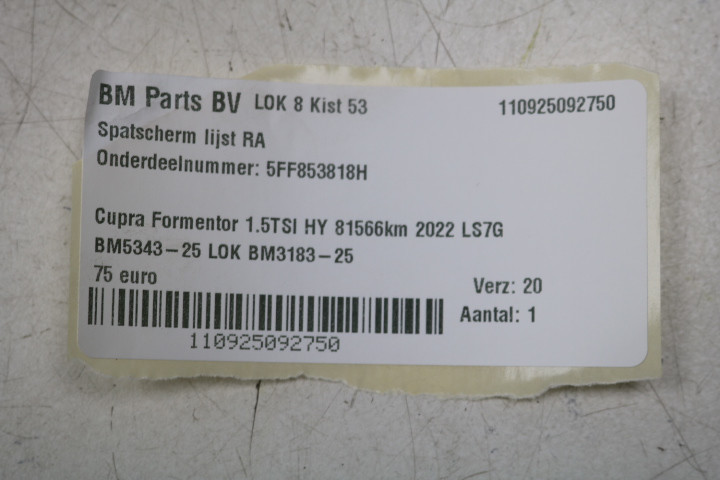 BM Parts BV LOK 8 Kist 53 110925092750
Spatscherm lijst RA
Onderdeelnummer: 5FF853818H
Cupra Formentor 1.5TSI HY 81566km 2022 LS7G
BM5343-25 LOK BM3183-25
75 euro
Verz: 20
Aantal: 1
110925092750